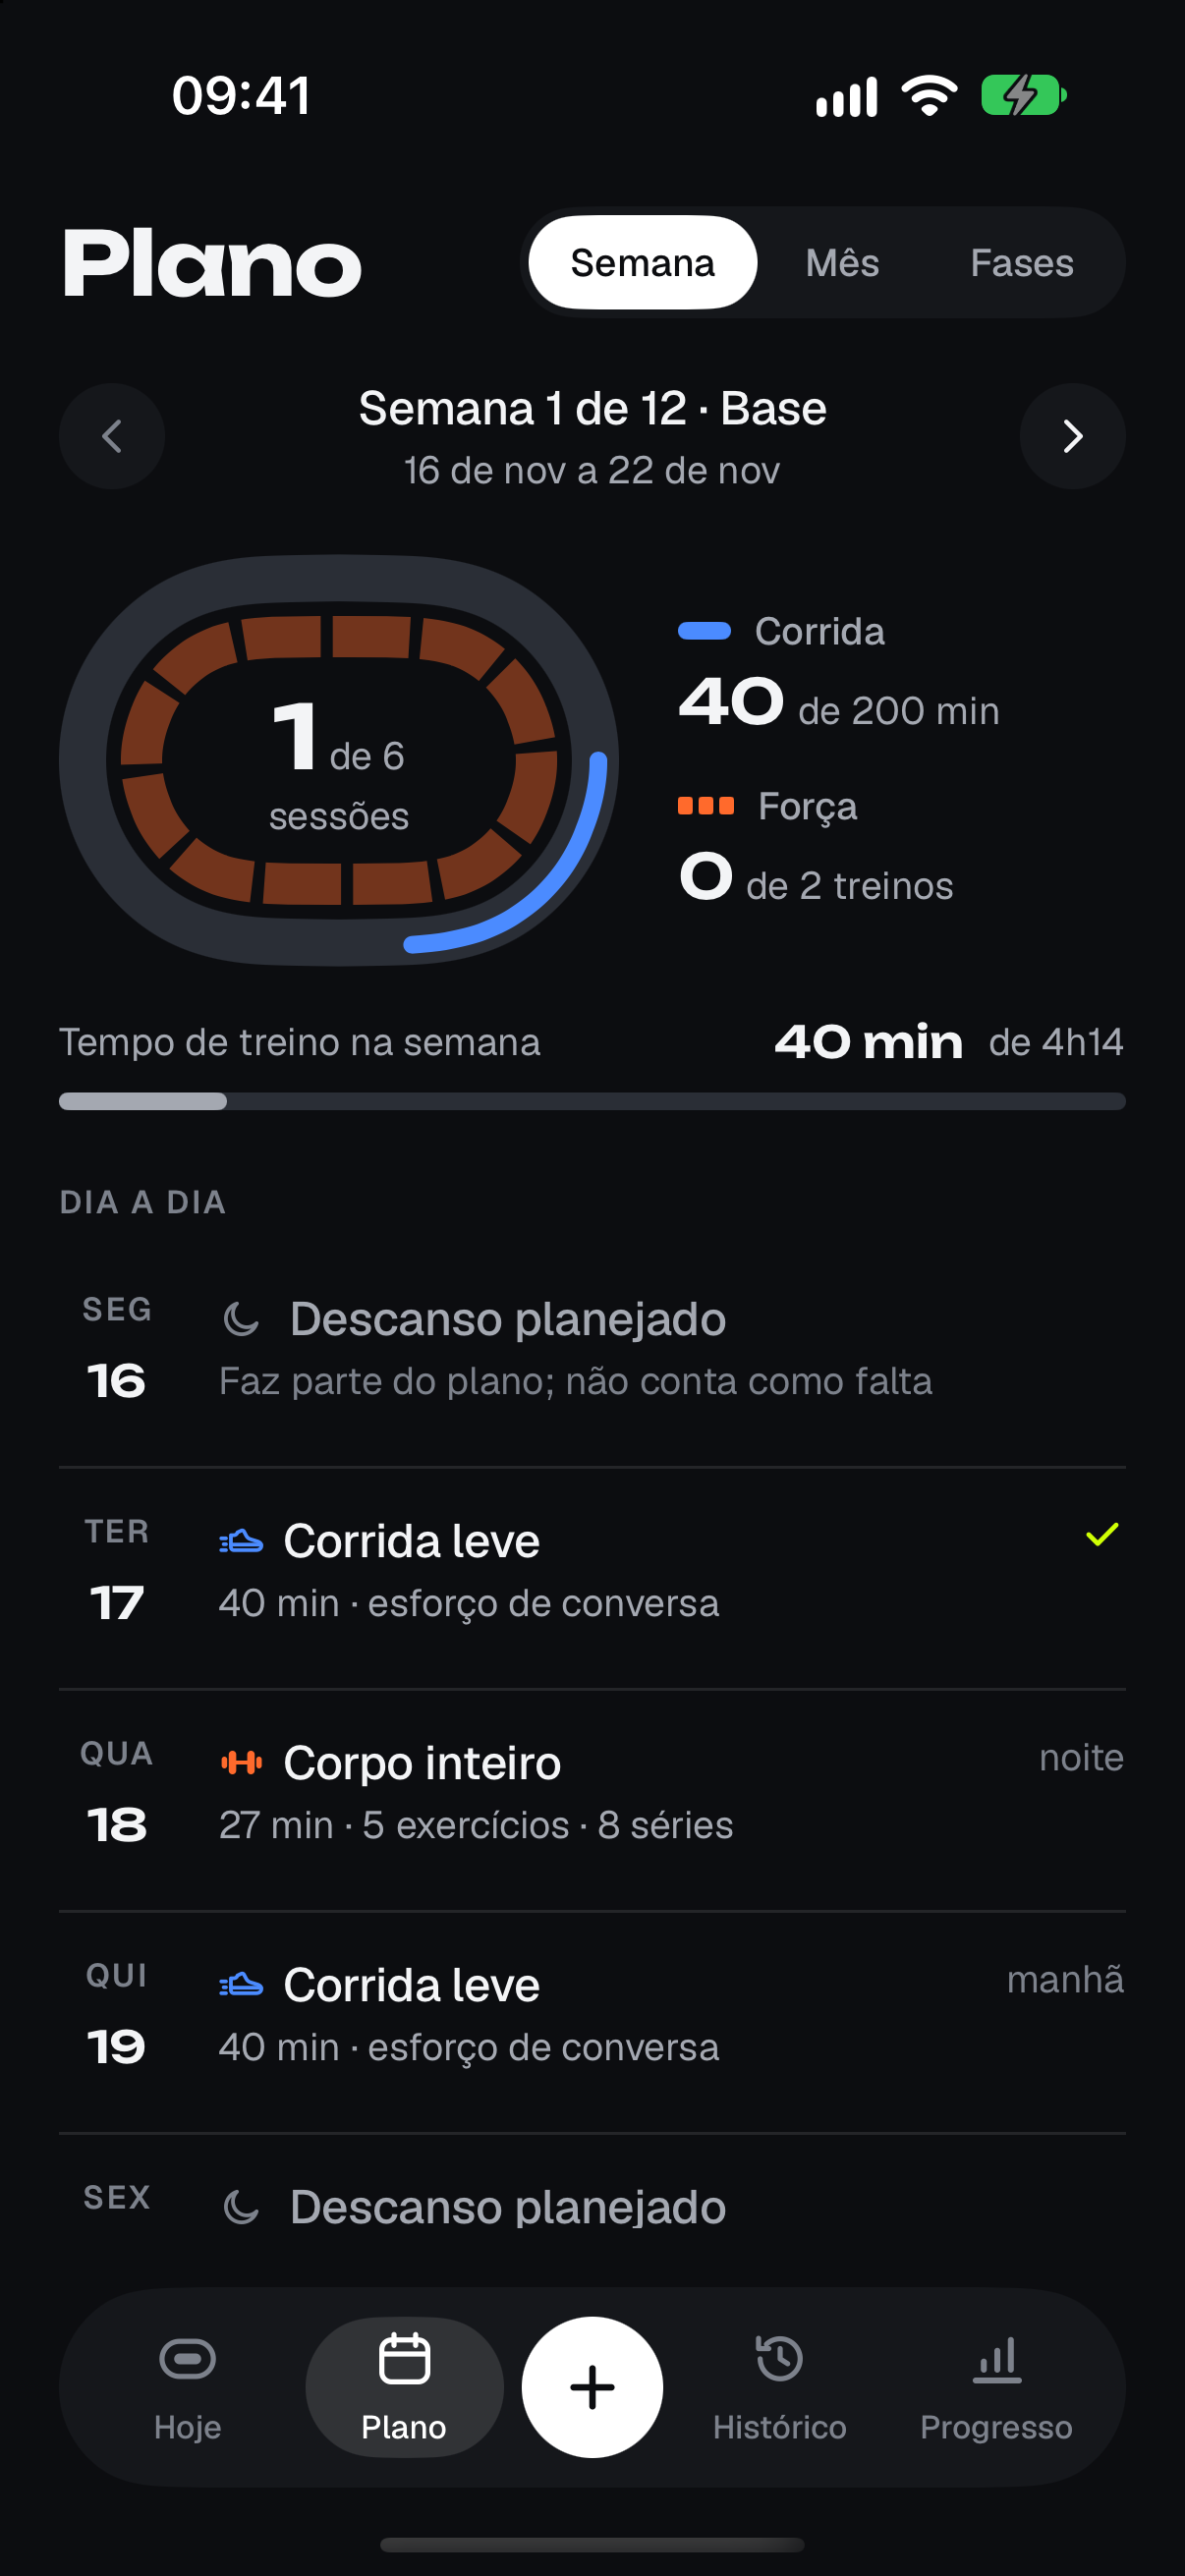 09:41
Plano
Semana Mês Fases
Semana 1 de 12 · Base
16 de nov a 22 de nov
1 de 6
sessões
Corrida
40 de 200 min
Força
0 de 2 treinos
Tempo de treino na semana 40 min de 4h14
DIA A DIA
SEG Descanso planejado
16 Faz parte do plano; não conta como falta
TER Corrida leve
17 40 min · esforço de conversa
QUA Corpo inteiro noite
18 27 min · 5 exercícios · 8 séries
QUI Corrida leve manhã
19 40 min · esforço de conversa
SEX Descanso planejado
Hoje Plano Histórico Progresso